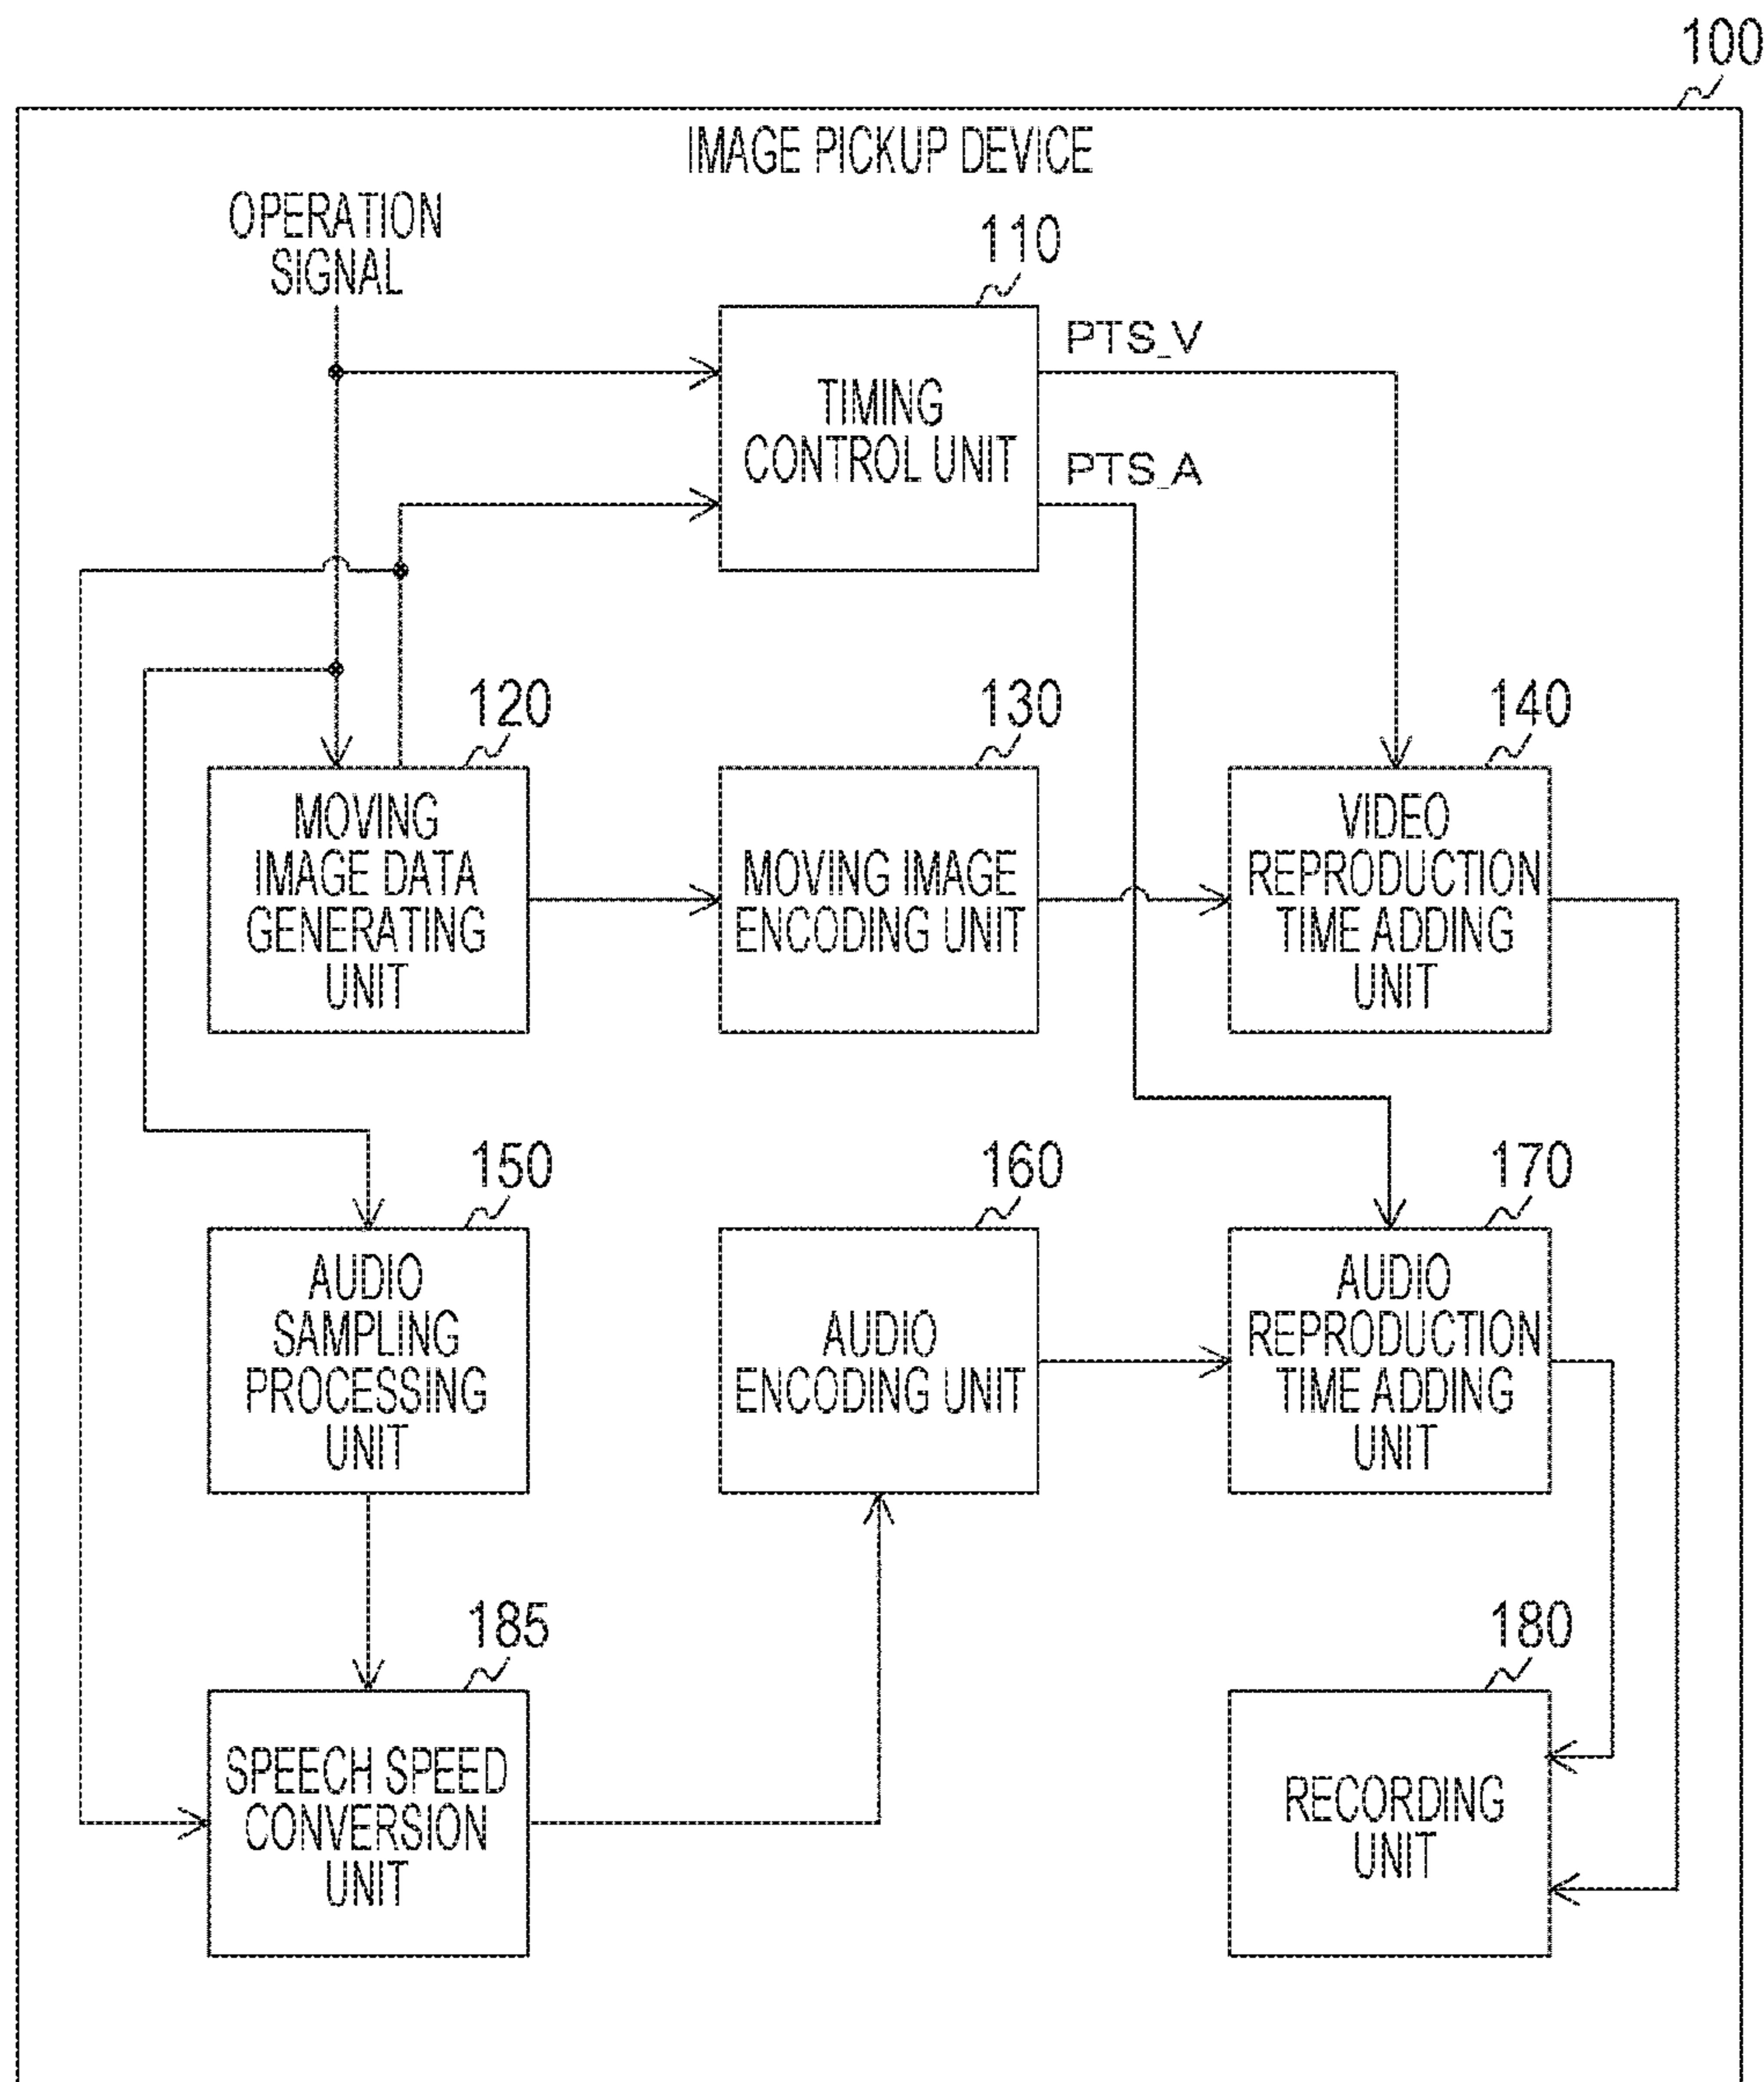 100
IMAGE PICKUP DEVICE
OPERATION
SIGNAL
110
TIMING
CONTROL UNIT
PTS_V
PTS_A
120
MOVING
IMAGE DATA
GENERATING
UNIT
130
MOVING IMAGE
ENCODING UNIT
140
VIDEO
REPRODUCTION
TIME ADDING
UNIT
150
AUDIO
SAMPLING
PROCESSING
UNIT
160
AUDIO
ENCODING UNIT
170
AUDIO
REPRODUCTION
TIME ADDING
UNIT
185
SPEECH SPEED
CONVERSION
UNIT
180
RECORDING
UNIT